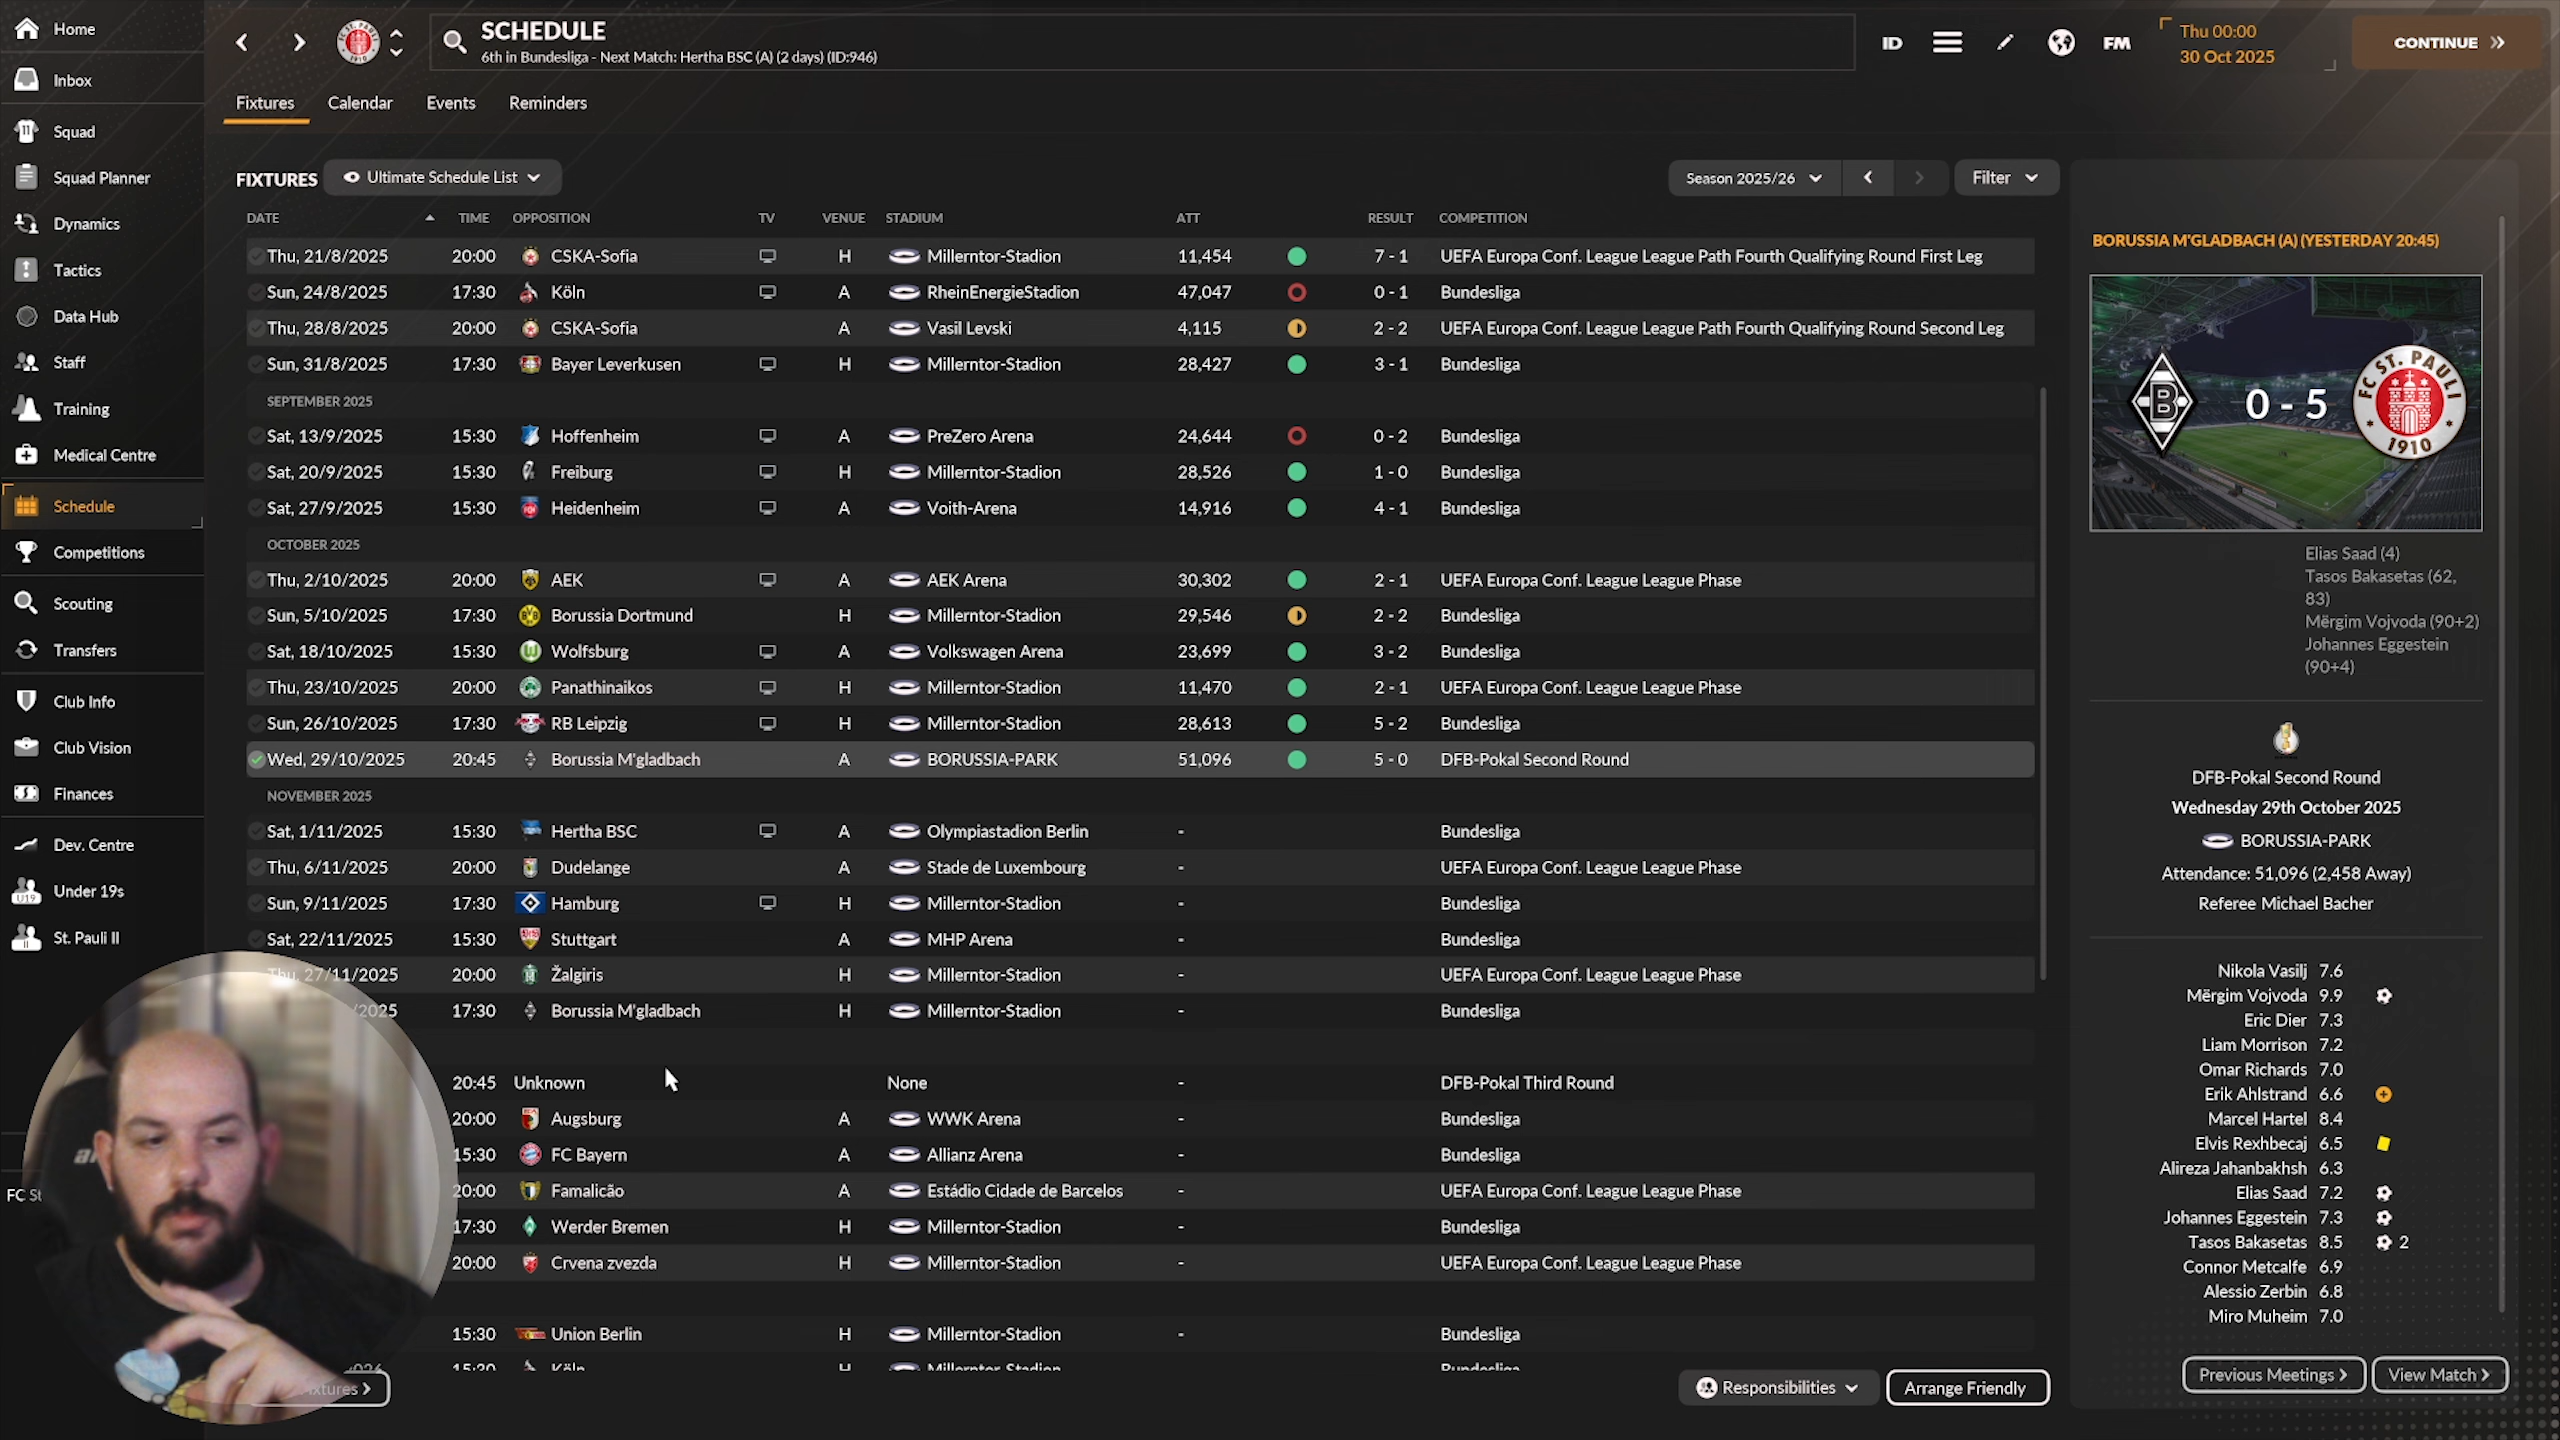 Home
Inbox
Squad
Squad Planner
Dynamics
Tactics
Data Hub
Staff
Training
Medical Centre
Schedule
Competitions
Scouting
Transfers
Club Info
Club Vision
Finances
Dev. Centre
Under 19s
St. Pauli II
SCHEDULE
6th in Bundesliga - Next Match: Hertha BSC (A) (2 days) (ID:946)
ID
FM
Thu 00:00
30 Oct 2025
CONTINUE
Fixtures Calendar Events Reminders
FIXTURES Ultimate Schedule List Season 2025/26 Filter
DATE TIME OPPOSITION TV VENUE STADIUM ATT RESULT COMPETITION
Thu, 21/8/2025 20:00 CSKA-Sofia H Millerntor-Stadion 11,454 7 - 1 UEFA Europa Conf. League League Path Fourth Qualifying Round First Leg
Sun, 24/8/2025 17:30 Köln A RheinEnergieStadion 47,047 0 - 1 Bundesliga
Thu, 28/8/2025 20:00 CSKA-Sofia A Vasil Levski 4,115 2 - 2 UEFA Europa Conf. League League Path Fourth Qualifying Round Second Leg
Sun, 31/8/2025 17:30 Bayer Leverkusen H Millerntor-Stadion 28,427 3 - 1 Bundesliga
SEPTEMBER 2025
Sat, 13/9/2025 15:30 Hoffenheim A PreZero Arena 24,644 0 - 2 Bundesliga
Sat, 20/9/2025 15:30 Freiburg H Millerntor-Stadion 28,526 1 - 0 Bundesliga
Sat, 27/9/2025 15:30 Heidenheim A Voith-Arena 14,916 4 - 1 Bundesliga
OCTOBER 2025
Thu, 2/10/2025 20:00 AEK A AEK Arena 30,302 2 - 1 UEFA Europa Conf. League League Phase
Sun, 5/10/2025 17:30 Borussia Dortmund H Millerntor-Stadion 29,546 2 - 2 Bundesliga
Sat, 18/10/2025 15:30 Wolfsburg A Volkswagen Arena 23,699 3 - 2 Bundesliga
Thu, 23/10/2025 20:00 Panathinaikos H Millerntor-Stadion 11,470 2 - 1 UEFA Europa Conf. League League Phase
Sun, 26/10/2025 17:30 RB Leipzig H Millerntor-Stadion 28,613 5 - 2 Bundesliga
Wed, 29/10/2025 20:45 Borussia M'gladbach A BORUSSIA-PARK 51,096 5 - 0 DFB-Pokal Second Round
NOVEMBER 2025
Sat, 1/11/2025 15:30 Hertha BSC A Olympiastadion Berlin - Bundesliga
Thu, 6/11/2025 20:00 Dudelange A Stade de Luxembourg - UEFA Europa Conf. League League Phase
Sun, 9/11/2025 17:30 Hamburg H Millerntor-Stadion - Bundesliga
Sat, 22/11/2025 15:30 Stuttgart A MHP Arena - Bundesliga
Thu, 27/11/2025 20:00 Žalgiris H Millerntor-Stadion - UEFA Europa Conf. League League Phase
/2025 17:30 Borussia M'gladbach H Millerntor-Stadion - Bundesliga
20:45 Unknown None - DFB-Pokal Third Round
20:00 Augsburg A WWK Arena - Bundesliga
15:30 FC Bayern A Allianz Arena - Bundesliga
20:00 Famalicão A Estádio Cidade de Barcelos - UEFA Europa Conf. League League Phase
17:30 Werder Bremen H Millerntor-Stadion - Bundesliga
20:00 Crvena zvezda H Millerntor-Stadion - UEFA Europa Conf. League League Phase
15:30 Union Berlin H Millerntor-Stadion - Bundesliga
15:30 Köln H Millerntor-Stadion Bundesliga
Responsibilities Arrange Friendly
BORUSSIA M'GLADBACH (A) (YESTERDAY 20:45)
0 - 5
FC ST. PAULI
1910
Elias Saad (4)
Tasos Bakasetas (62,
83)
Mërgim Vojvoda (90+2)
Johannes Eggestein
(90+4)
DFB-Pokal Second Round
Wednesday 29th October 2025
BORUSSIA-PARK
Attendance: 51,096 (2,458 Away)
Referee Michael Bacher
Nikola Vasilj 7.6
Mërgim Vojvoda 9.9
Eric Dier 7.3
Liam Morrison 7.2
Omar Richards 7.0
Erik Ahlstrand 6.6
Marcel Hartel 8.4
Elvis Rexhbecaj 6.5
Alireza Jahanbakhsh 6.3
Elias Saad 7.2
Johannes Eggestein 7.3
Tasos Bakasetas 8.5 2
Connor Metcalfe 6.9
Alessio Zerbin 6.8
Miro Muheim 7.0
Previous Meetings View Match